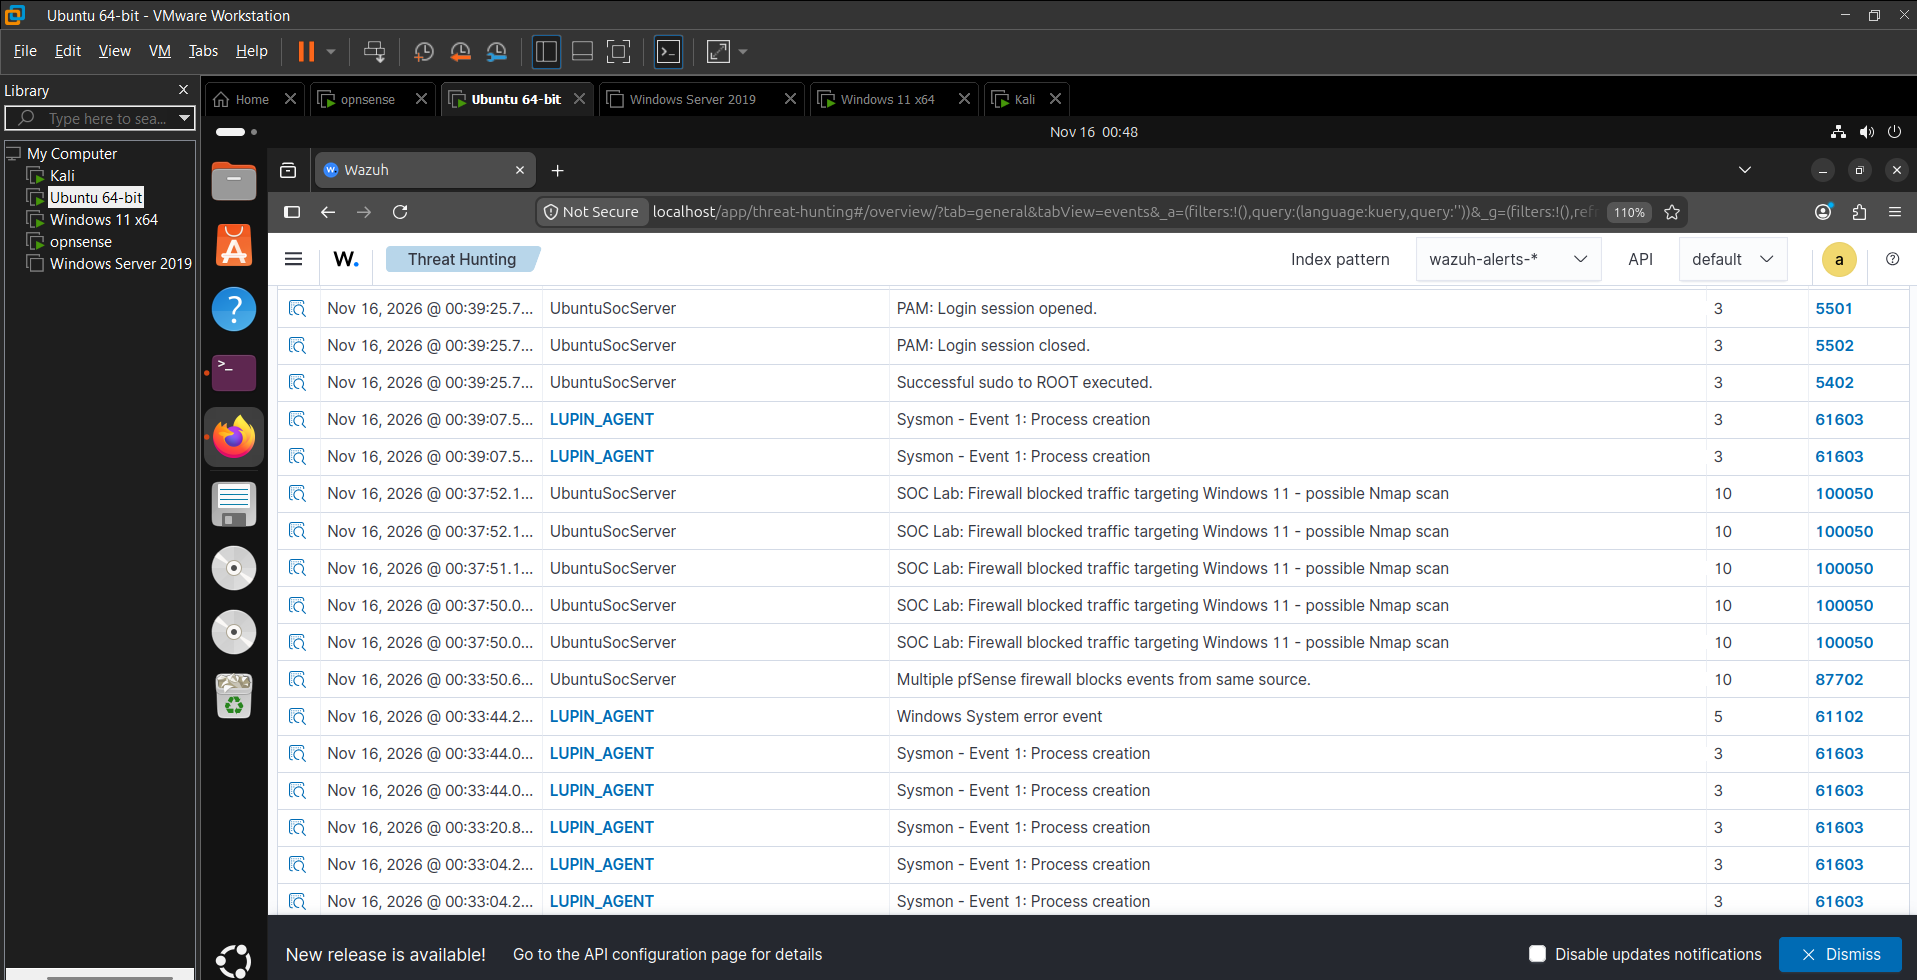 Ubuntu 64-bit - VMware Workstation
File Edit View VM Tabs Help
Library
Type here to sea...
My Computer
Kali
Ubuntu 64-bit
Windows 11 x64
opnsense
Windows Server 2019
Home opnsense Ubuntu 64-bit Windows Server 2019 Windows 11 x64 Kali
Nov 16 00:48
Wazuh
Not Secure localhost/app/threat-hunting#/overview/?tab=general&tabView=events&_a=(filters:!(),query:(language:kuery,query:''))&_g=(filters:!(),ref 110%
W. Threat Hunting Index pattern wazuh-alerts-* API default a
Nov 16, 2026 @ 00:39:25.7... UbuntuSocServer PAM: Login session opened. 3 5501
Nov 16, 2026 @ 00:39:25.7... UbuntuSocServer PAM: Login session closed. 3 5502
Nov 16, 2026 @ 00:39:25.7... UbuntuSocServer Successful sudo to ROOT executed. 3 5402
Nov 16, 2026 @ 00:39:07.5... LUPIN_AGENT Sysmon - Event 1: Process creation 3 61603
Nov 16, 2026 @ 00:39:07.5... LUPIN_AGENT Sysmon - Event 1: Process creation 3 61603
Nov 16, 2026 @ 00:37:52.1... UbuntuSocServer SOC Lab: Firewall blocked traffic targeting Windows 11 - possible Nmap scan 10 100050
Nov 16, 2026 @ 00:37:52.1... UbuntuSocServer SOC Lab: Firewall blocked traffic targeting Windows 11 - possible Nmap scan 10 100050
Nov 16, 2026 @ 00:37:51.1... UbuntuSocServer SOC Lab: Firewall blocked traffic targeting Windows 11 - possible Nmap scan 10 100050
Nov 16, 2026 @ 00:37:50.0... UbuntuSocServer SOC Lab: Firewall blocked traffic targeting Windows 11 - possible Nmap scan 10 100050
Nov 16, 2026 @ 00:37:50.0... UbuntuSocServer SOC Lab: Firewall blocked traffic targeting Windows 11 - possible Nmap scan 10 100050
Nov 16, 2026 @ 00:33:50.6... UbuntuSocServer Multiple pfSense firewall blocks events from same source. 10 87702
Nov 16, 2026 @ 00:33:44.2... LUPIN_AGENT Windows System error event 5 61102
Nov 16, 2026 @ 00:33:44.0... LUPIN_AGENT Sysmon - Event 1: Process creation 3 61603
Nov 16, 2026 @ 00:33:44.0... LUPIN_AGENT Sysmon - Event 1: Process creation 3 61603
Nov 16, 2026 @ 00:33:20.8... LUPIN_AGENT Sysmon - Event 1: Process creation 3 61603
Nov 16, 2026 @ 00:33:04.2... LUPIN_AGENT Sysmon - Event 1: Process creation 3 61603
Nov 16, 2026 @ 00:33:04.2... LUPIN_AGENT Sysmon - Event 1: Process creation 3 61603
New release is available! Go to the API configuration page for details Disable updates notifications Dismiss